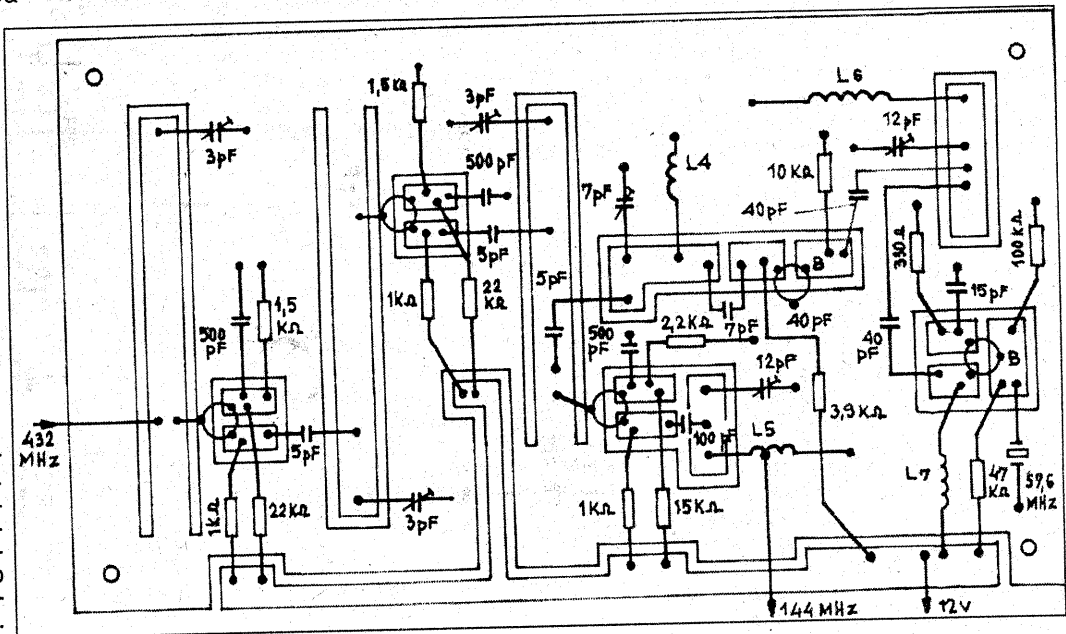 1,5 KΩ
3pF
3pF
500 pF
5pF
1KΩ
22
KΩ
7pF
L4
5pF
L6
12pF
10 KΩ
40pF
330Ω
100 KΩ
B
15pF
40
pF
7pF
40pF
500
pF
2,2KΩ
12pF
3,9 KΩ
500
pF
1,5
KΩ
432
MHz
5pF
1KΩ
22KΩ
3pF
100 pF
L5
1KΩ
15KΩ
B
L7
47
KΩ
57,6
MHz
144 MHz
12V